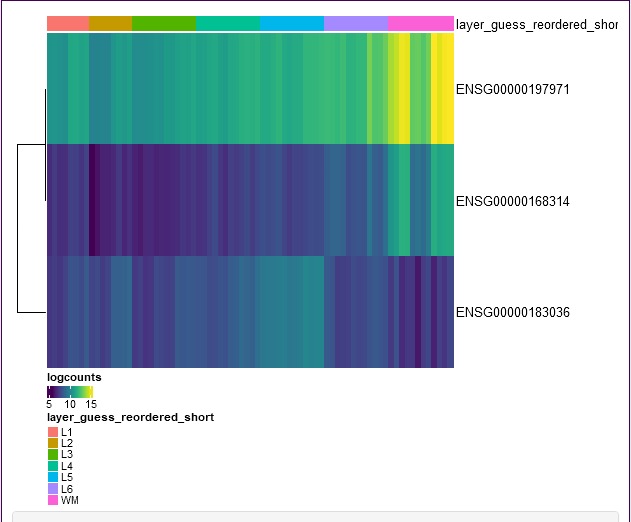 layer_guess_reordered_shor
ENSG00000197971
ENSG00000168314
ENSG00000183036
logcounts
5 10 15
layer_guess_reordered_short
L1
L2
L3
L4
L5
L6
WM